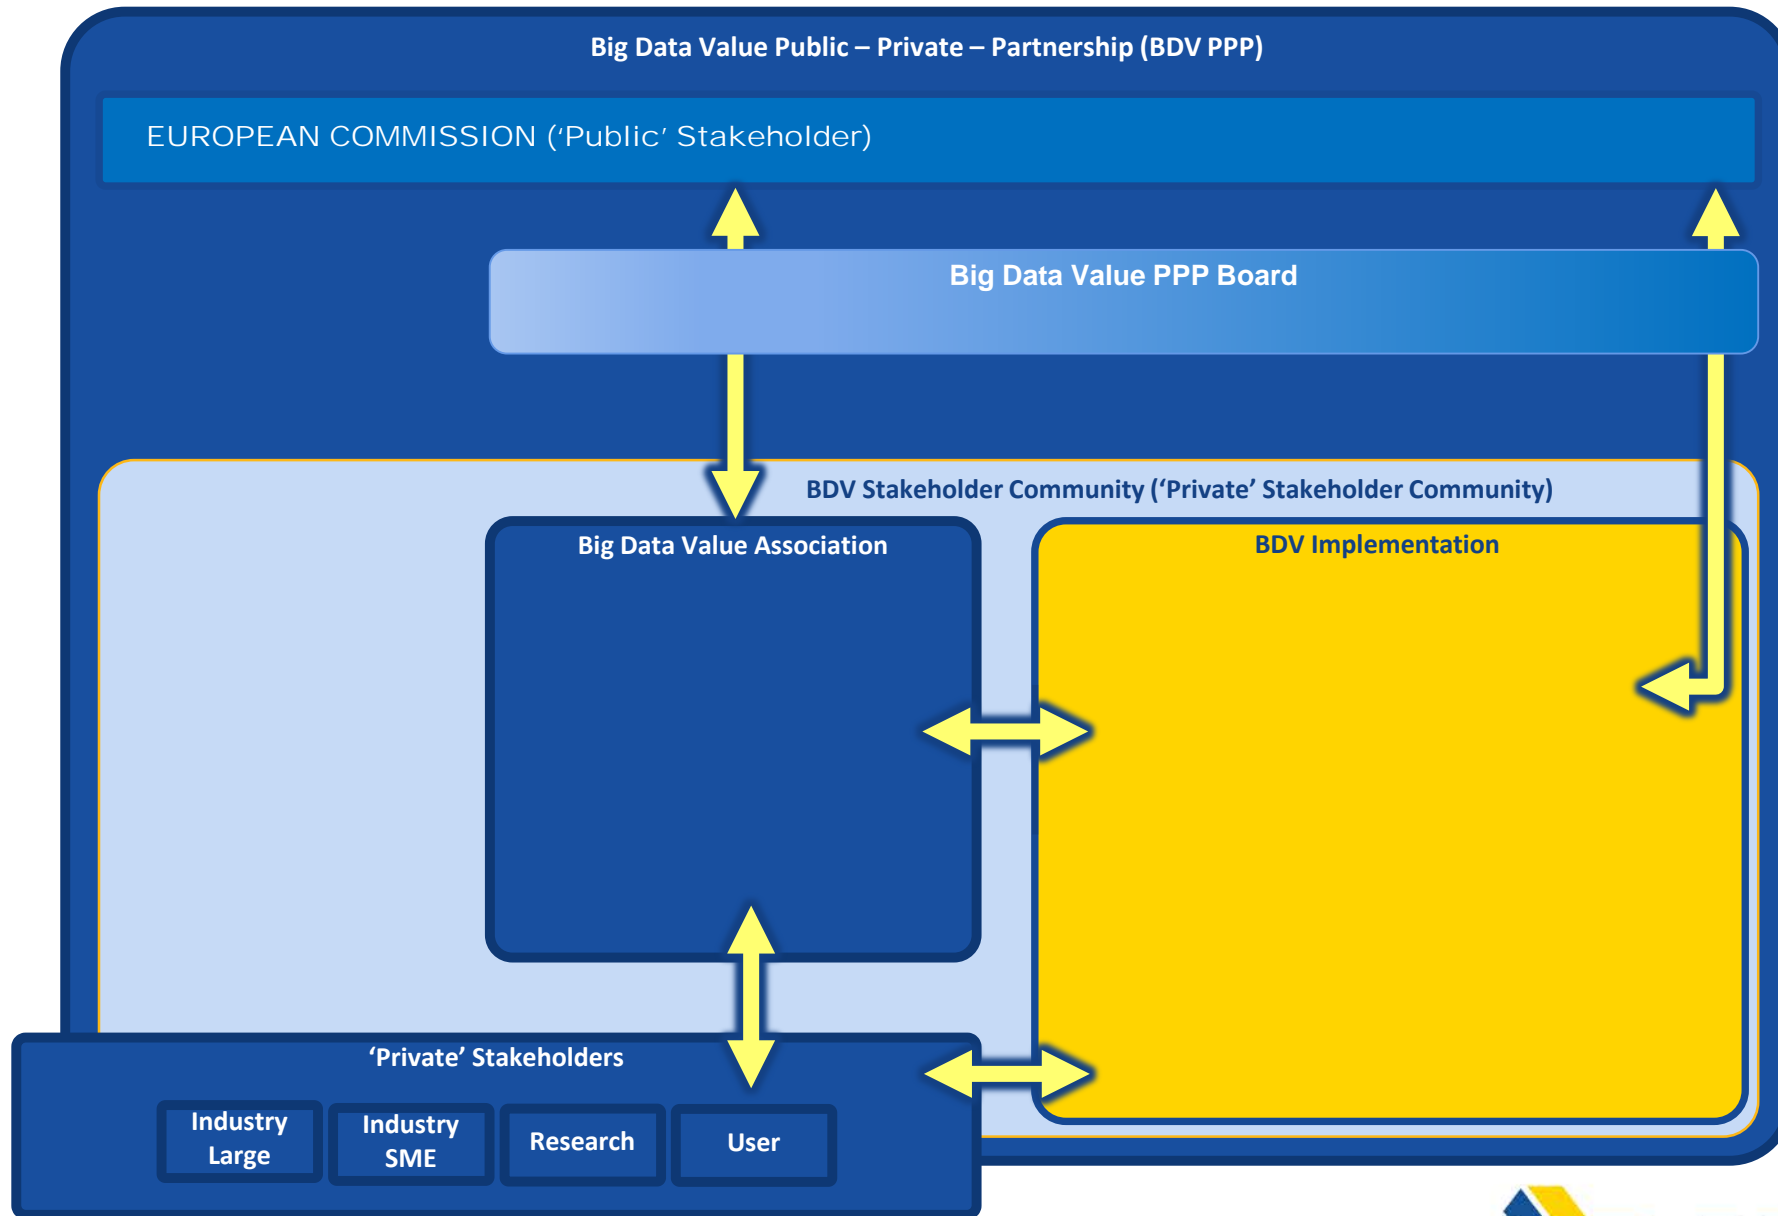 Big Data Value Public – Private – Partnership (BDV PPP)
EUROPEAN COMMISSION (‘Public’ Stakeholder)
Big Data Value PPP Board
BDV Stakeholder Community (‘Private’ Stakeholder Community)
Big Data Value Association
BDV Implementation
‘Private’ Stakeholders
Industry
Large
Industry
SME
Research
User